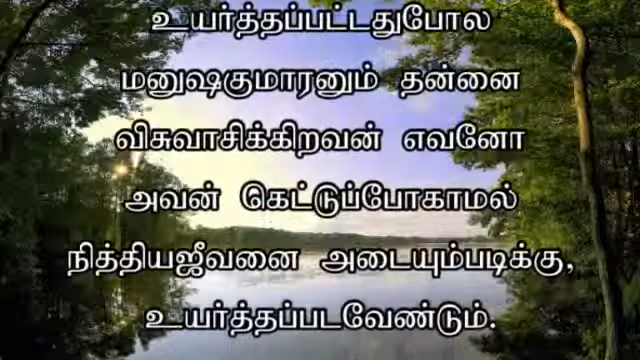 உயர்த்தப்பட்டதுபோல
மனுஷகுமாரனும் தன்னை
விசுவாசிக்கிறவன் எவனோ
அவன் கெட்டுப்போகாமல்
நித்தியஜீவனை அடையும்படிக்கு,
உயர்த்தப்படவேண்டும்.